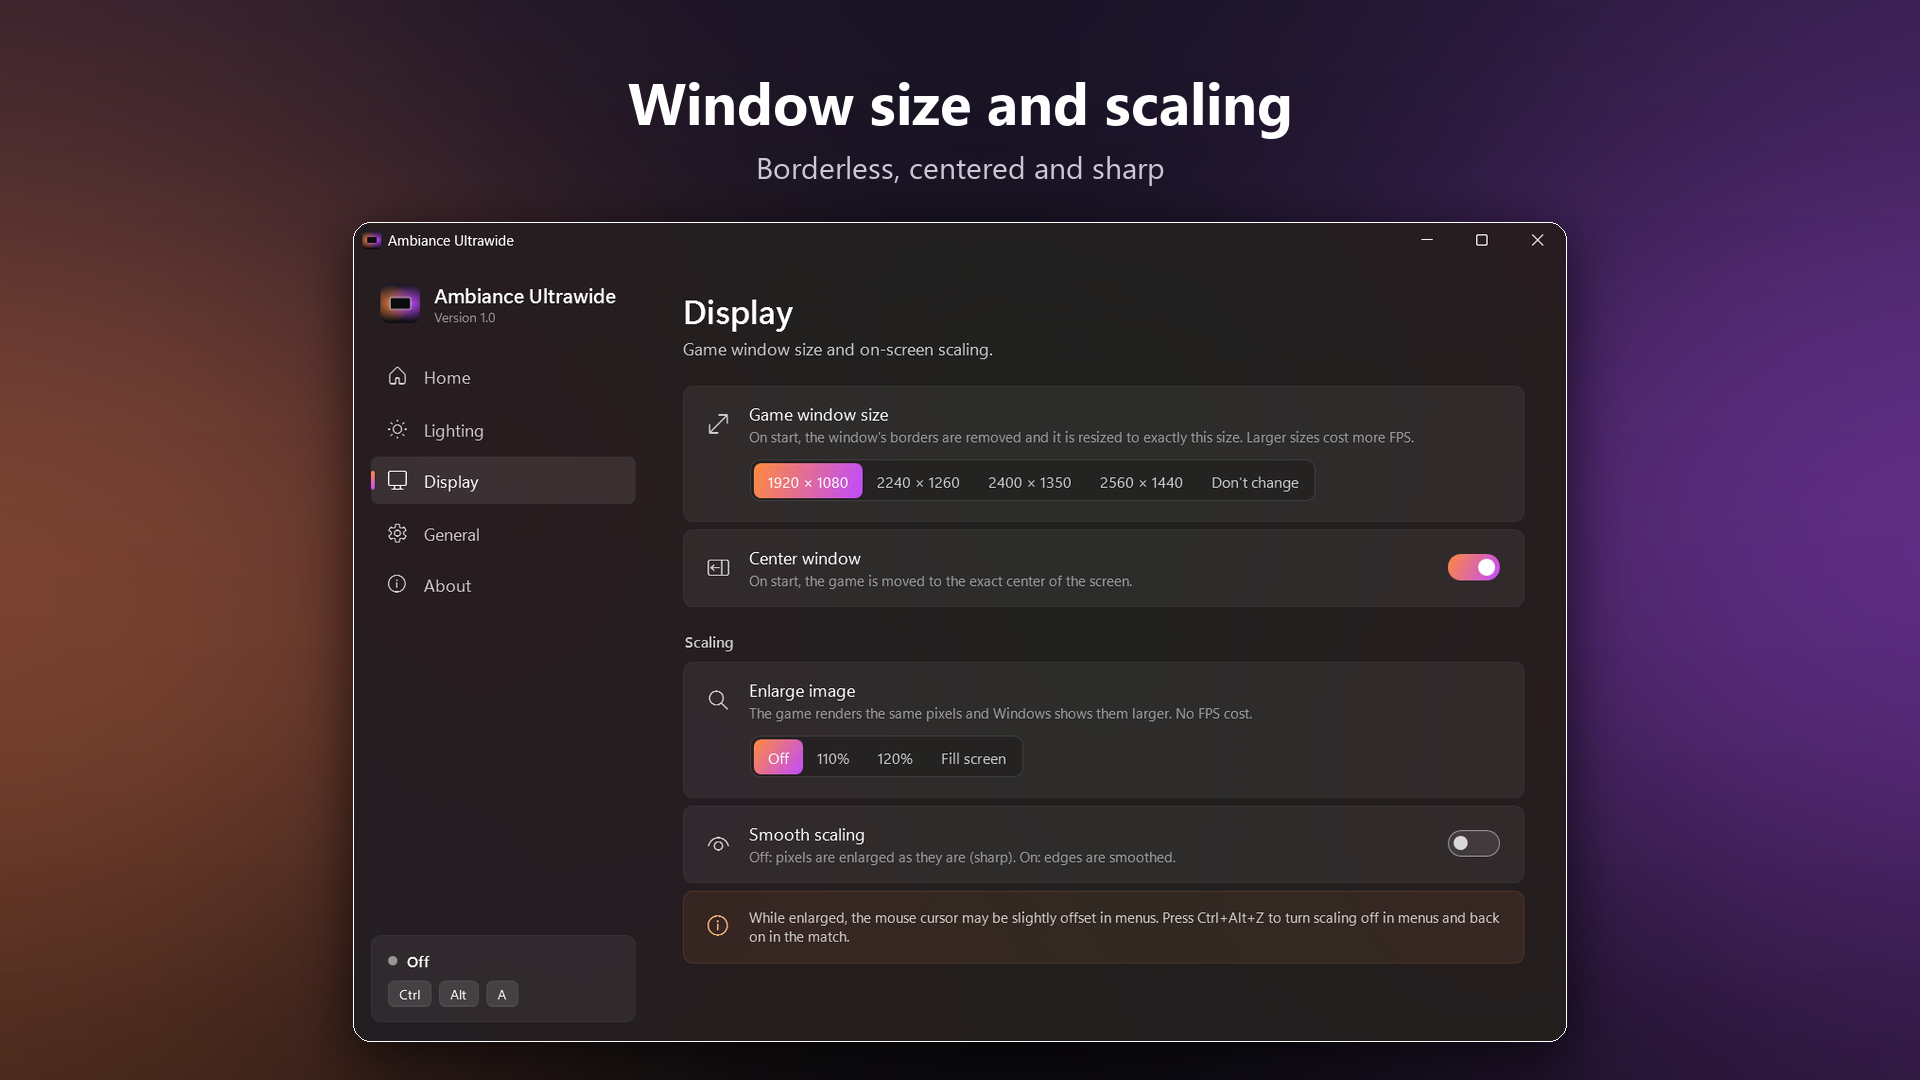 Window size and scaling
Borderless, centered and sharp
Ambiance Ultrawide
Ambiance Ultrawide
Version 1.0
Home
Lighting
Display
General
About
Off
Ctrl Alt A
Display
Game window size and on-screen scaling.
Game window size
On start, the window's borders are removed and it is resized to exactly this size. Larger sizes cost more FPS.
1920 × 1080 2240 × 1260 2400 × 1350 2560 × 1440 Don't change
Center window
On start, the game is moved to the exact center of the screen.
Scaling
Enlarge image
The game renders the same pixels and Windows shows them larger. No FPS cost.
Off 110% 120% Fill screen
Smooth scaling
Off: pixels are enlarged as they are (sharp). On: edges are smoothed.
While enlarged, the mouse cursor may be slightly offset in menus. Press Ctrl+Alt+Z to turn scaling off in menus and back
on in the match.